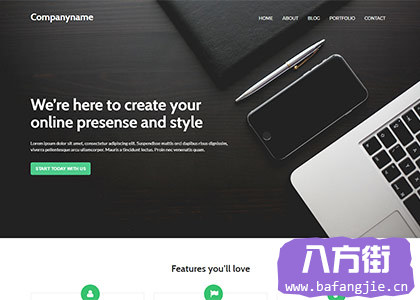 Companyname
HOME ABOUT BLOG PORTFOLIO CONTACT
We're here to create your
online presense and style
Lorem ipsum dolor sit amet, consectetur adipiscing elit. Suspendisse mattis orci dapibus risus dignissim,
viverra pellentesque arcu ullamcorper. Mauris a tincidunt lectus. Proin nec venenatis quam.
START TODAY WITH US
Features you'll love
八方街
www.bafangjie.cn